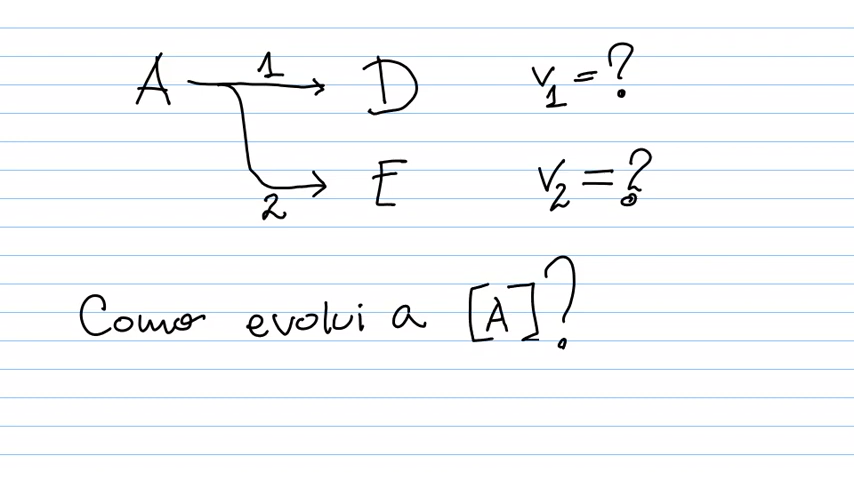 A 1 D v₁ = ?
2 E v₂ = ?
Como evolui a [A]?